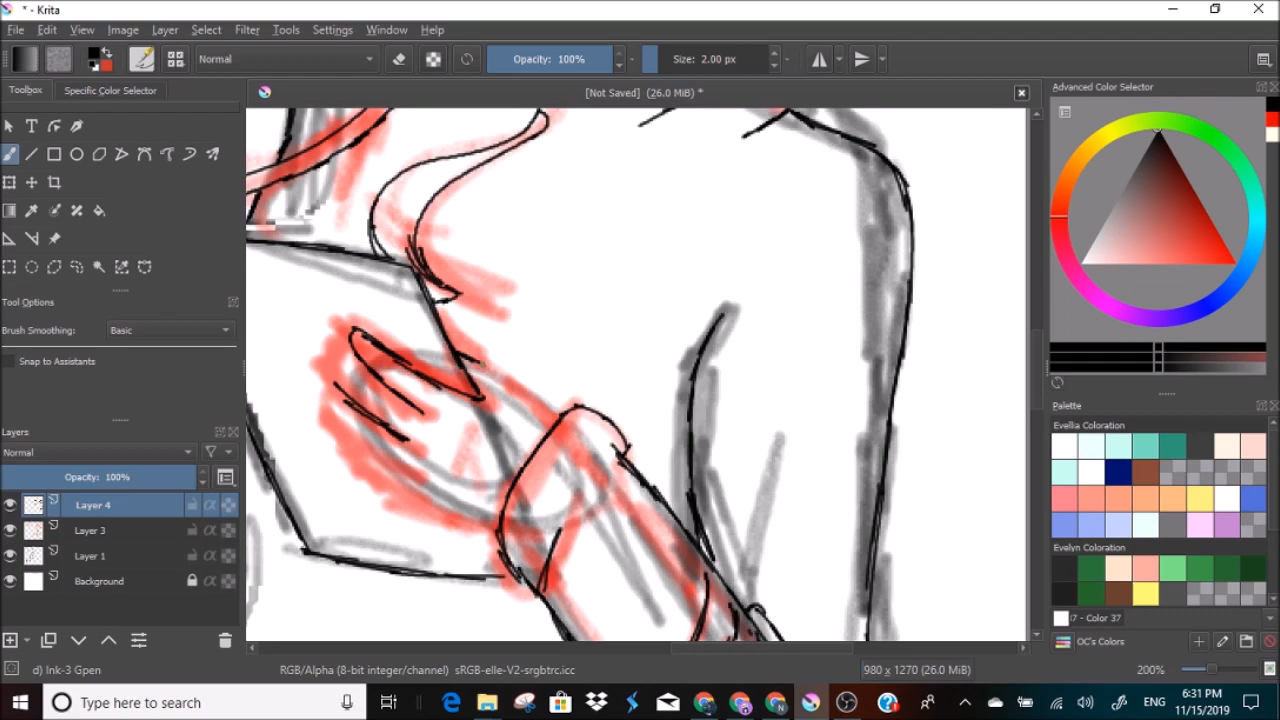 * - Krita
File Edit View Image Layer Select Filter Tools Settings Window Help
Normal Opacity: 100% Size: 2.00 px
Toolbox Specific Color Selector
[Not Saved] (26.0 MiB) *
Advanced Color Selector
Tool Options
Brush Smoothing: Basic
Snap to Assistants
Layers
Normal
Opacity: 100%
Layer 4
Layer 3
Layer 1
Background
Palette
Evellia Coloration
Evelyn Coloration
I7 - Color 37
OC's Colors
d) Ink-3 Gpen
RGB/Alpha (8-bit integer/channel) sRGB-elle-V2-srgbtrc.icc
980 x 1270 (26.0 MiB)
200%
Type here to search
ENG
6:31 PM
11/15/2019